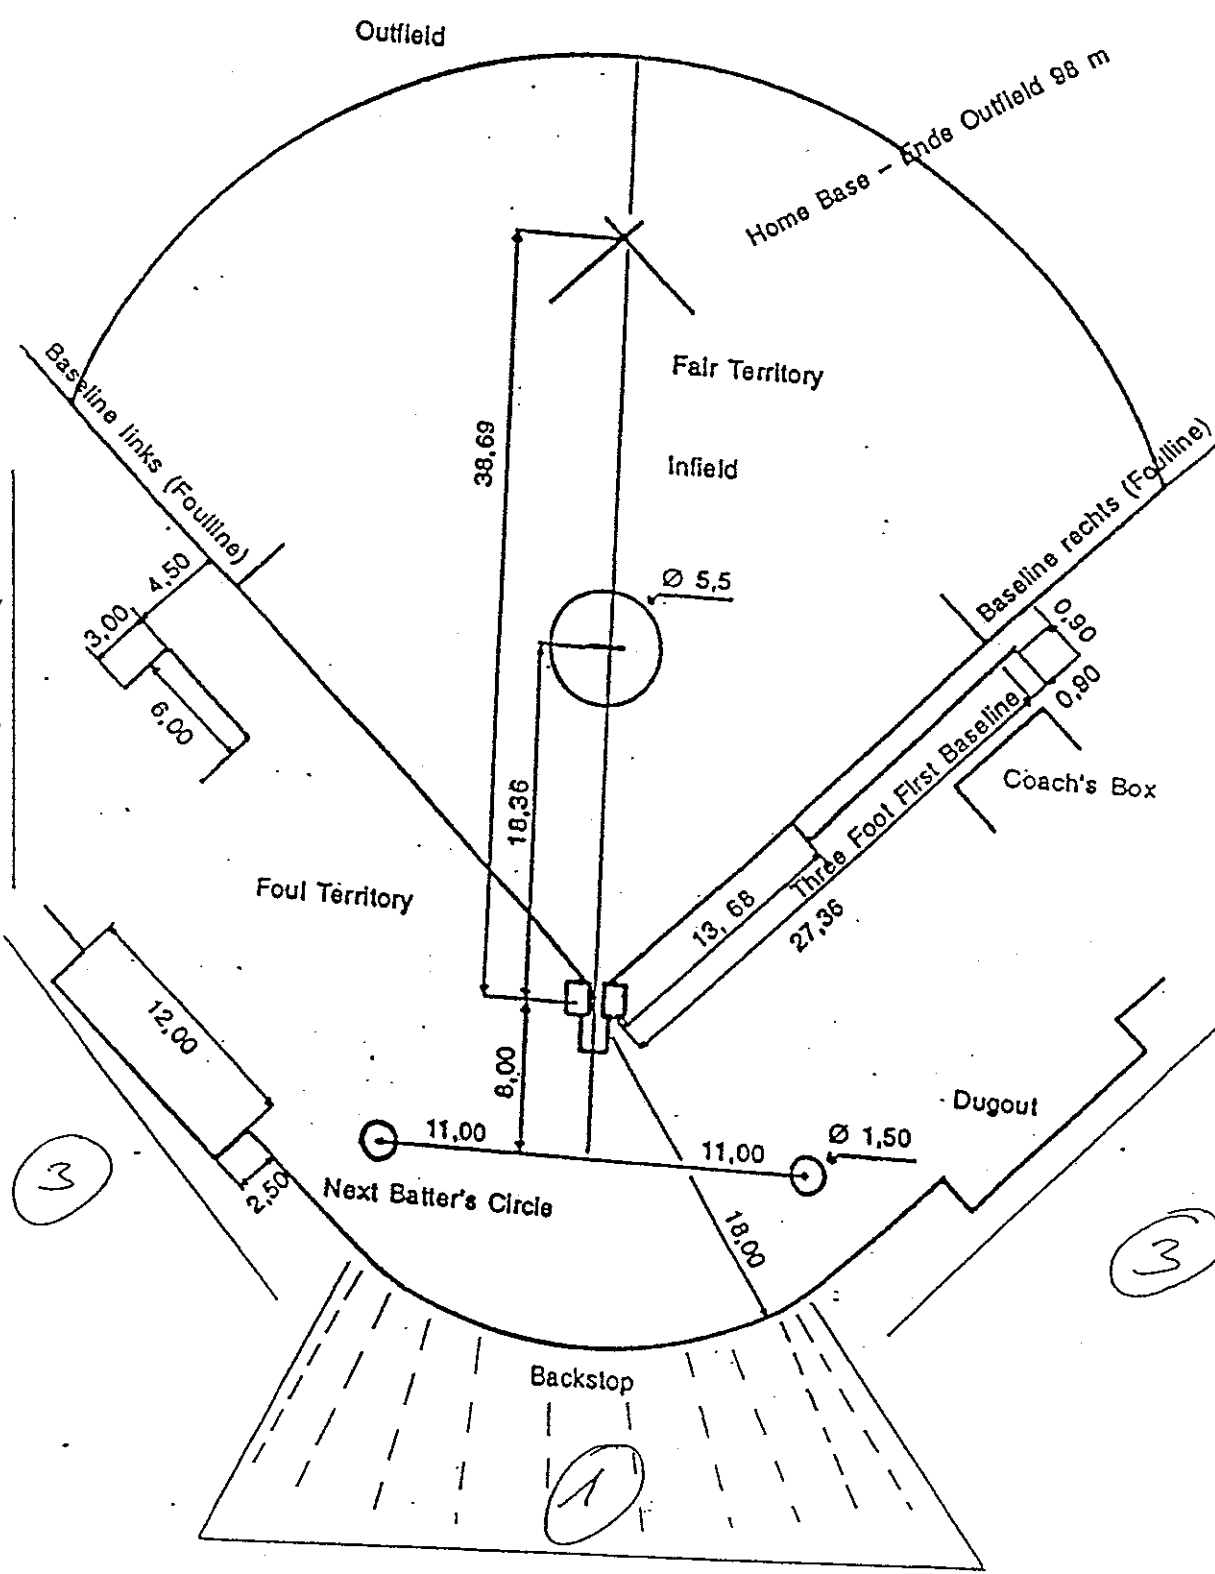 Outfield
Home Base – Ende Outfield 98 m
Fair Territory
Baseline links (Foulline)
38,69
Infield
Baseline rechts (Foulline)
4,50
3,00
6,00
Ø 5,5
0,90
0,90
18,36
Coach's Box
Three Foot First Baseline
13,68
27,36
Foul Territory
12,00
8,00
Dugout
11,00
11,00
Ø 1,50
2,50
Next Batter's Circle
18,00
3
3
Backstop
1